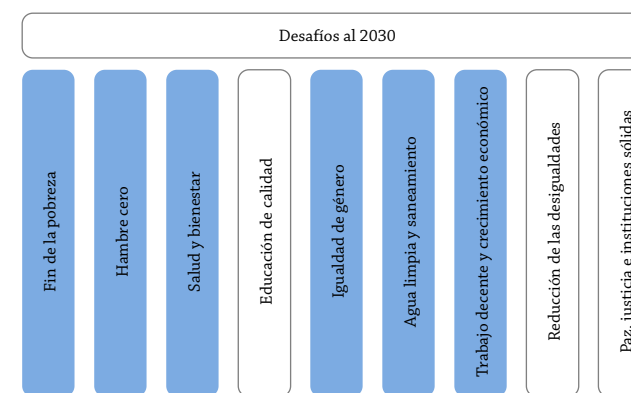 Desafíos al 2030
Fin de la pobreza
Hambre cero
Salud y bienestar
Educación de calidad
Igualdad de género
Agua limpia y saneamiento
Trabajo decente y crecimiento económico
Reducción de las desigualdades
Paz, justicia e instituciones sólidas